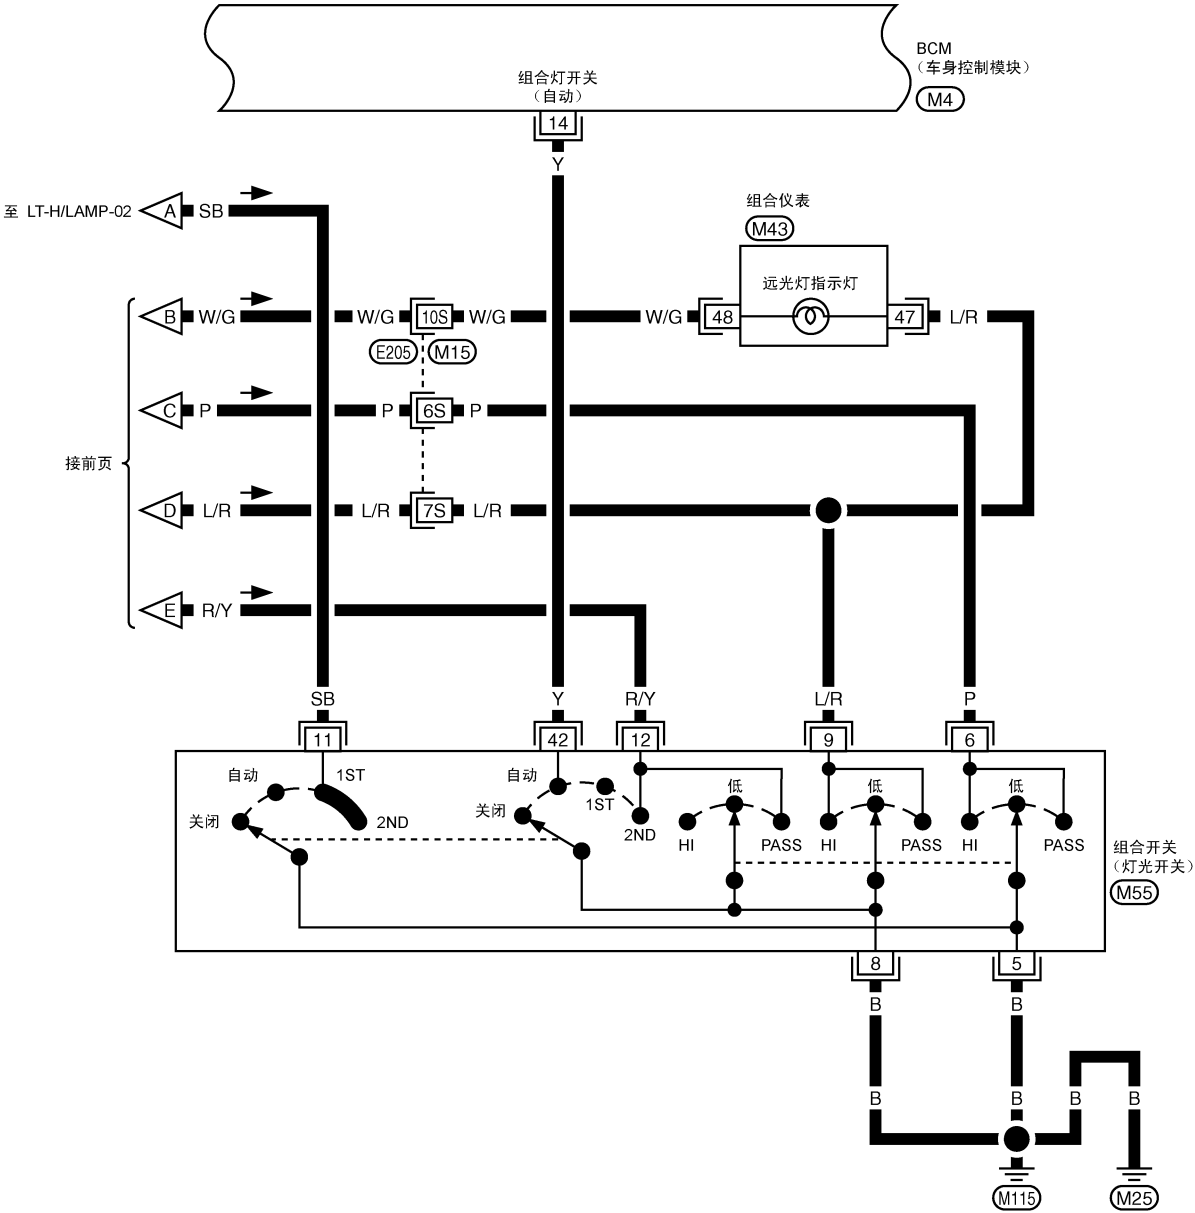 BCM
（车身控制模块）
M4
组合灯开关
（自动）
14
Y
至 LT-H/LAMP-02
A
SB
组合仪表
M43
远光灯指示灯
B
W/G
W/G
10S
W/G
W/G
48
47
L/R
E205
M15
C
P
P
6S
P
接前页
D
L/R
L/R
7S
L/R
E
R/Y
SB
Y
R/Y
L/R
P
11
42
12
9
6
自动
1ST
关闭
2ND
自动
1ST
关闭
2ND
低
HI
PASS
低
HI
PASS
低
HI
PASS
组合开关
（灯光开关）
M55
8
5
B
B
B
B
B
B
M115
M25